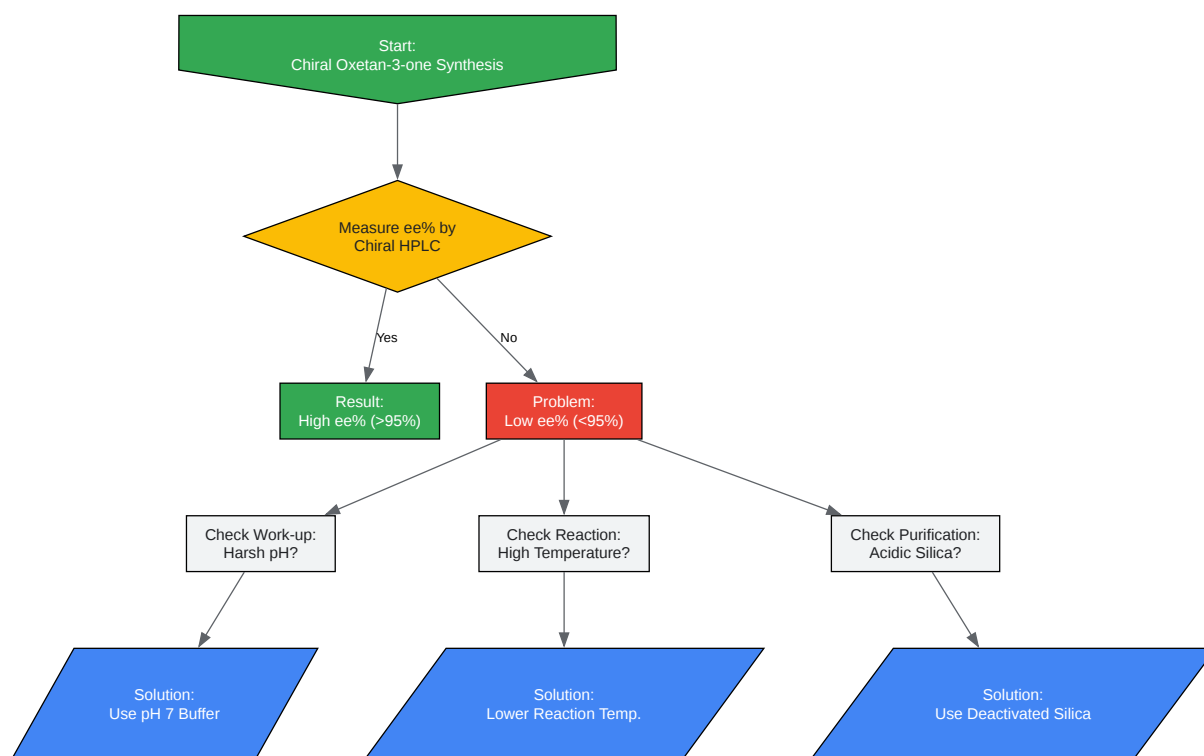 Start:
Chiral Oxetan-3-one Synthesis
Measure ee% by
Chiral HPLC
Yes
No
Result:
High ee% (>95%)
Problem:
Low ee% (<95%)
Check Work-up:
Harsh pH?
Check Reaction:
High Temperature?
Check Purification:
Acidic Silica?
Solution:
Use pH 7 Buffer
Solution:
Lower Reaction Temp.
Solution:
Use Deactivated Silica